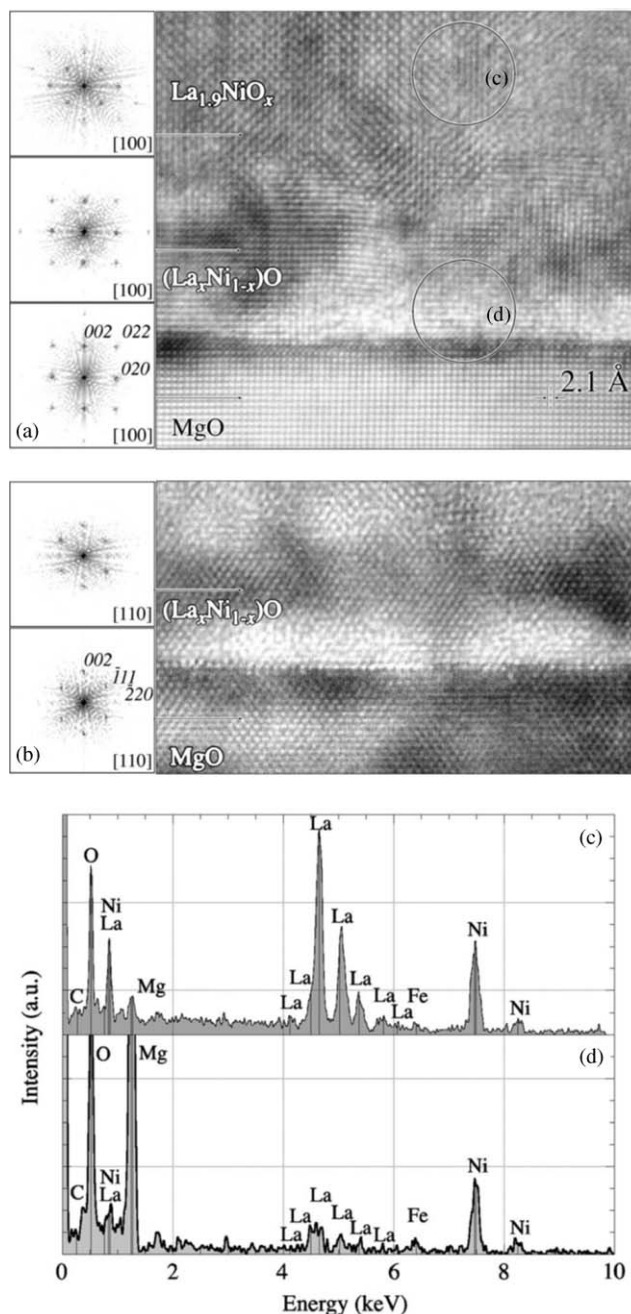 La1.9NiOx
(c)
[100]
(LaxNi1-x)O
[100]
(d)
002 022
020
2.1 Å
(a) [100] MgO
(LaxNi1-x)O
[110]
002
1̄11
220
(b) [110] MgO
La (c)
O
Ni La Ni
La
C Mg La La La La Fe Ni
O Mg (d)
Ni
C La La La La La La Fe Ni Ni
Intensity (a.u.)
0 2 4 6 8 10
Energy (keV)